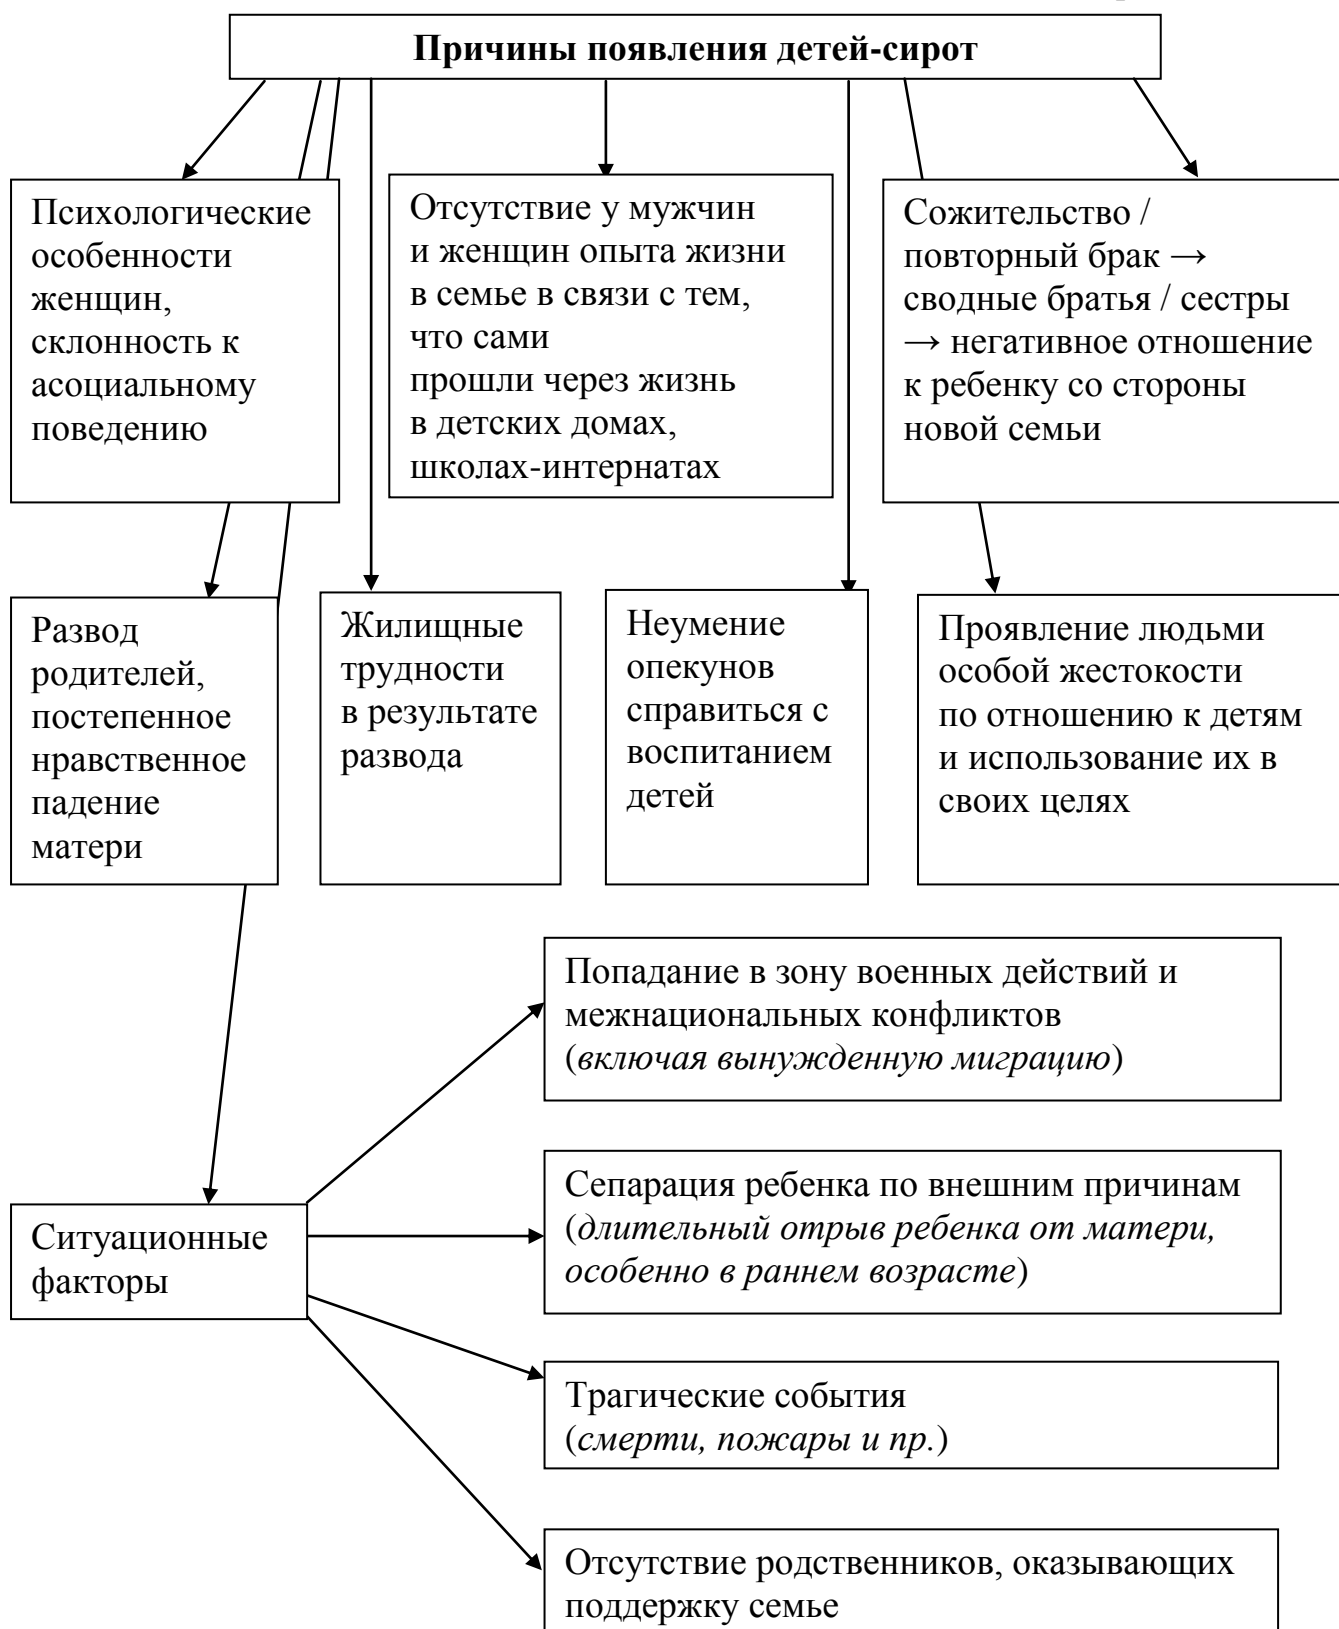 Причины появления детей-сирот
Психологические
особенности
женщин,
склонность к
асоциальному
поведению
Отсутствие у мужчин
и женщин опыта жизни
в семье в связи с тем,
что сами
прошли через жизнь
в детских домах,
школах-интернатах
Сожительство /
повторный брак →
сводные братья / сестры
→ негативное отношение
к ребенку со стороны
новой семьи
Развод
родителей,
постепенное
нравственное
падение
матери
Жилищные
трудности
в результате
развода
Неумение
опекунов
справиться с
воспитанием
детей
Проявление людьми
особой жестокости
по отношению к детям
и использование их в
своих целях
Ситуационные
факторы
Попадание в зону военных действий и
межнациональных конфликтов
(включая вынужденную миграцию)
Сепарация ребенка по внешним причинам
(длительный отрыв ребенка от матери,
особенно в раннем возрасте)
Трагические события
(смерти, пожары и пр.)
Отсутствие родственников, оказывающих
поддержку семье